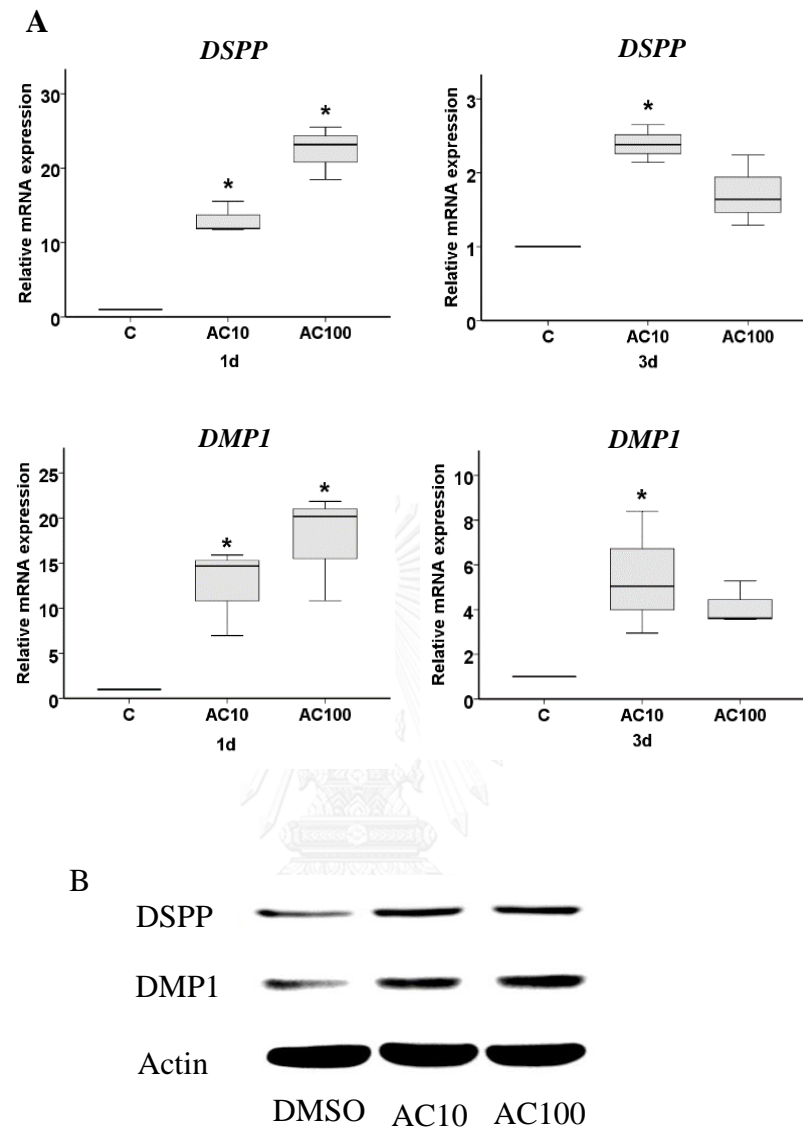 A
DSPP
Relative mRNA expression
30
20
10
0
*
*
C AC10 AC100
1d
DSPP
Relative mRNA expression
3
2
1
0
*
C AC10 AC100
3d
DMP1
Relative mRNA expression
25
20
15
10
5
0
*
*
C AC10 AC100
1d
DMP1
Relative mRNA expression
10
8
6
4
2
0
*
C AC10 AC100
3d
B
DSPP
DMP1
Actin
DMSO AC10 AC100